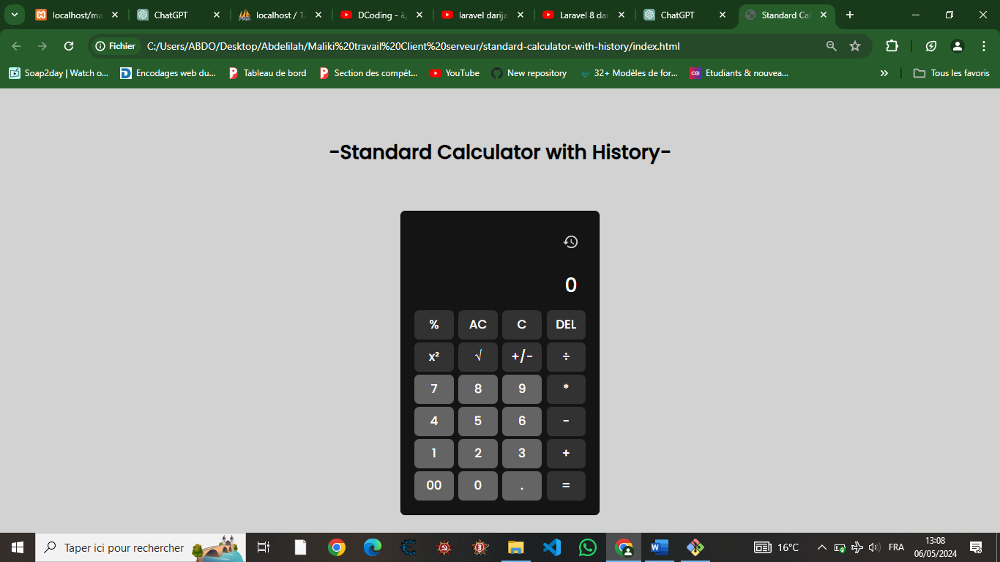 localhost/ma
ChatGPT
localhost / 12
DCoding -
laravel darija
Laravel 8 dar
ChatGPT
Standard Cal
Fichier
C:/Users/ABDO/Desktop/Abdelilah/Maliki%20travail%20Client%20serveur/standard-calculator-with-history/index.html
Soap2day | Watch o...
Encodages web du...
Tableau de bord
Section des compét...
YouTube
New repository
32+ Modèles de for...
CGI
Etudiants & nouvea...
Tous les favoris
-Standard Calculator with History-
0
% AC C DEL
x² √ +/- ÷
7 8 9 *
4 5 6 -
1 2 3 +
00 0 . =
Taper ici pour rechercher
16°C
FRA
13:08
06/05/2024